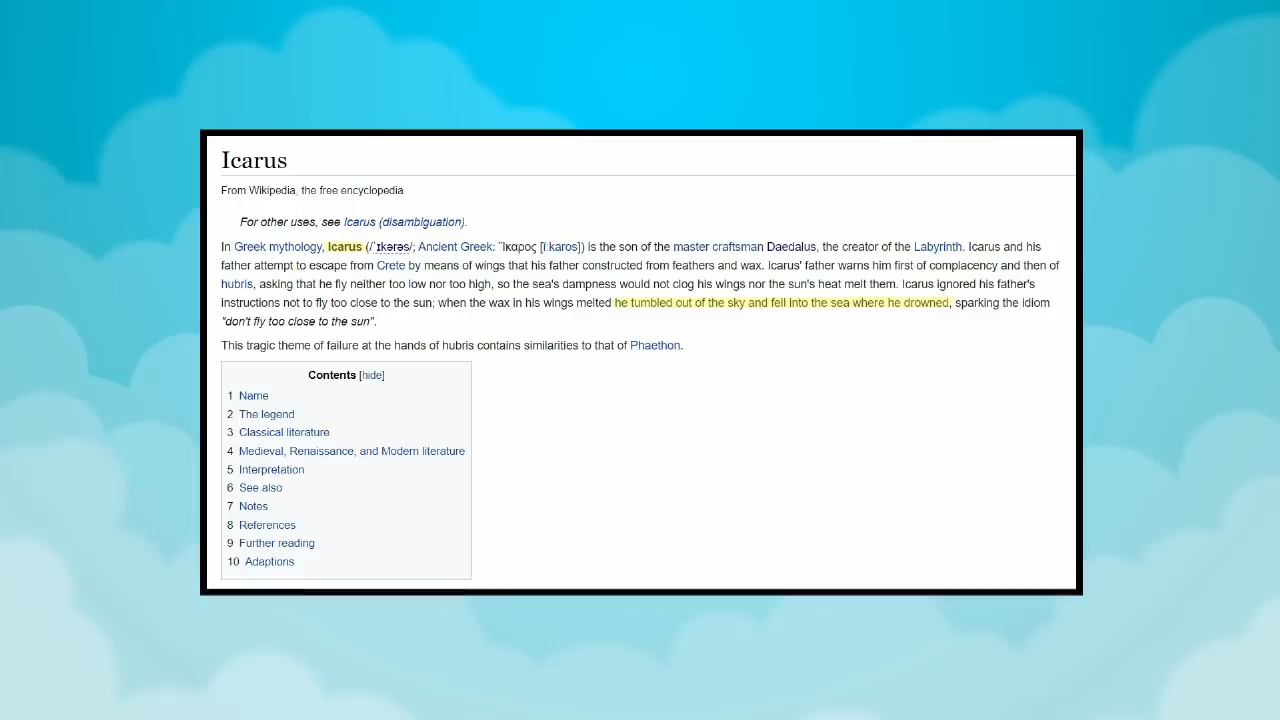 Icarus
From Wikipedia, the free encyclopedia
For other uses, see Icarus (disambiguation).
In Greek mythology, Icarus (/ˈɪkərəs/; Ancient Greek: Ἴκαρος [ǐːkaros]) is the son of the master craftsman Daedalus, the creator of the Labyrinth. Icarus and his
father attempt to escape from Crete by means of wings that his father constructed from feathers and wax. Icarus' father warns him first of complacency and then of
hubris, asking that he fly neither too low nor too high, so the sea's dampness would not clog his wings nor the sun's heat melt them. Icarus ignored his father's
instructions not to fly too close to the sun; when the wax in his wings melted he tumbled out of the sky and fell into the sea where he drowned, sparking the idiom
"don't fly too close to the sun".
This tragic theme of failure at the hands of hubris contains similarities to that of Phaethon.
Contents [hide]
1 Name
2 The legend
3 Classical literature
4 Medieval, Renaissance, and Modern literature
5 Interpretation
6 See also
7 Notes
8 References
9 Further reading
10 Adaptions